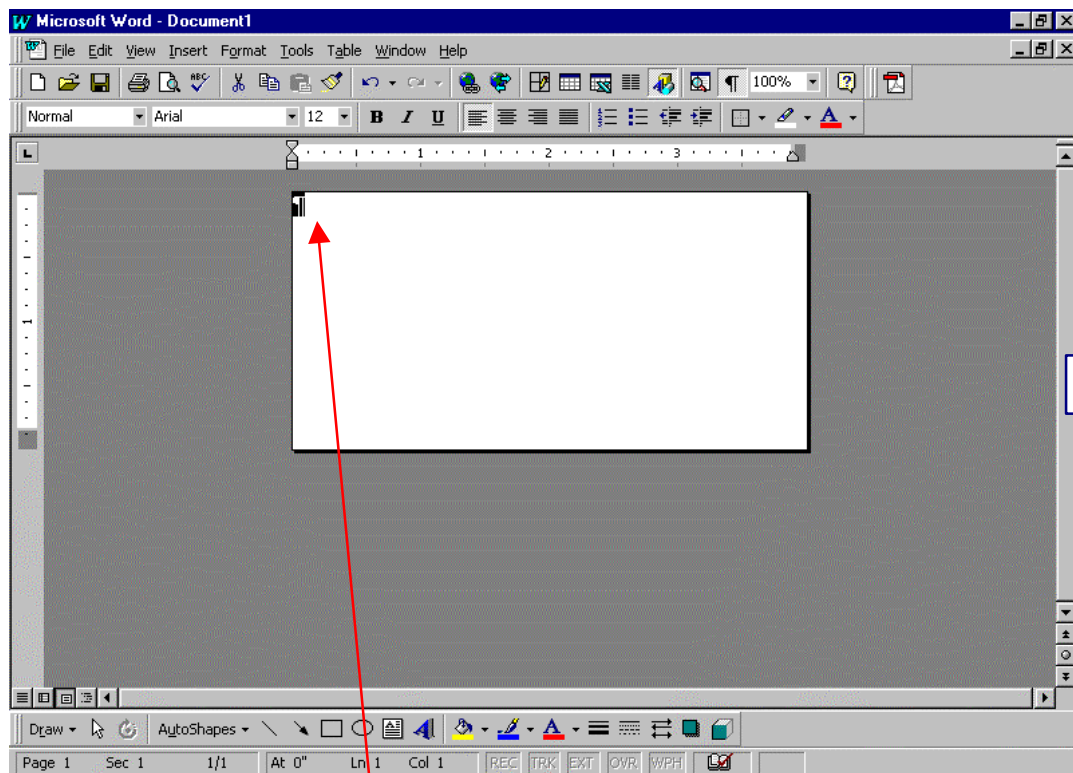 Microsoft Word - Document1
File Edit View Insert Format Tools Table Window Help
ABC ¶ 100% ?
Normal Arial 12 B I U A
L 1 2 3
¶
1
Draw AutoShapes A A
Page 1 Sec 1 1/1 At 0" Ln 1 Col 1 REC TRK EXT OVR WPH